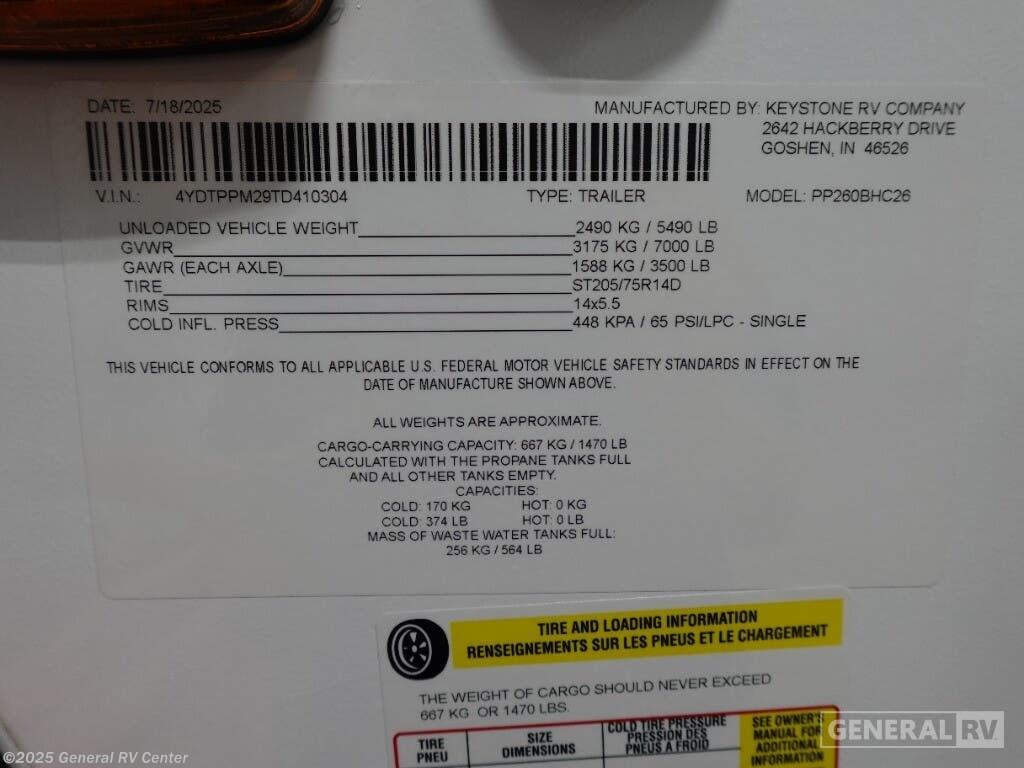 DATE: 7/18/2025
MANUFACTURED BY: KEYSTONE RV COMPANY
2642 HACKBERRY DRIVE
GOSHEN, IN 46526
V.I.N.: 4YDTPPM29TD410304 TYPE: TRAILER MODEL: PP260BHC26
UNLOADED VEHICLE WEIGHT 2490 KG / 5490 LB
GVWR 3175 KG / 7000 LB
GAWR (EACH AXLE) 1588 KG / 3500 LB
TIRE ST205/75R14D
RIMS 14x5.5
COLD INFL. PRESS 448 KPA / 65 PSI/LPC - SINGLE
THIS VEHICLE CONFORMS TO ALL APPLICABLE U.S. FEDERAL MOTOR VEHICLE SAFETY STANDARDS IN EFFECT ON THE
DATE OF MANUFACTURE SHOWN ABOVE.
ALL WEIGHTS ARE APPROXIMATE.
CARGO-CARRYING CAPACITY: 667 KG / 1470 LB
CALCULATED WITH THE PROPANE TANKS FULL
AND ALL OTHER TANKS EMPTY.
CAPACITIES:
COLD: 170 KG HOT: 0 KG
COLD: 374 LB HOT: 0 LB
MASS OF WASTE WATER TANKS FULL:
256 KG / 564 LB
TIRE AND LOADING INFORMATION
RENSEIGNEMENTS SUR LES PNEUS ET LE CHARGEMENT
THE WEIGHT OF CARGO SHOULD NEVER EXCEED
667 KG OR 1470 LBS.
TIRE
PNEU
SIZE
DIMENSIONS
COLD TIRE PRESSURE
PRESSION DES
PNEUS A FROID
SEE OWNER'S
MANUAL FOR
ADDITIONAL
INFORMATION
GENERAL RV
©2025 General RV Center